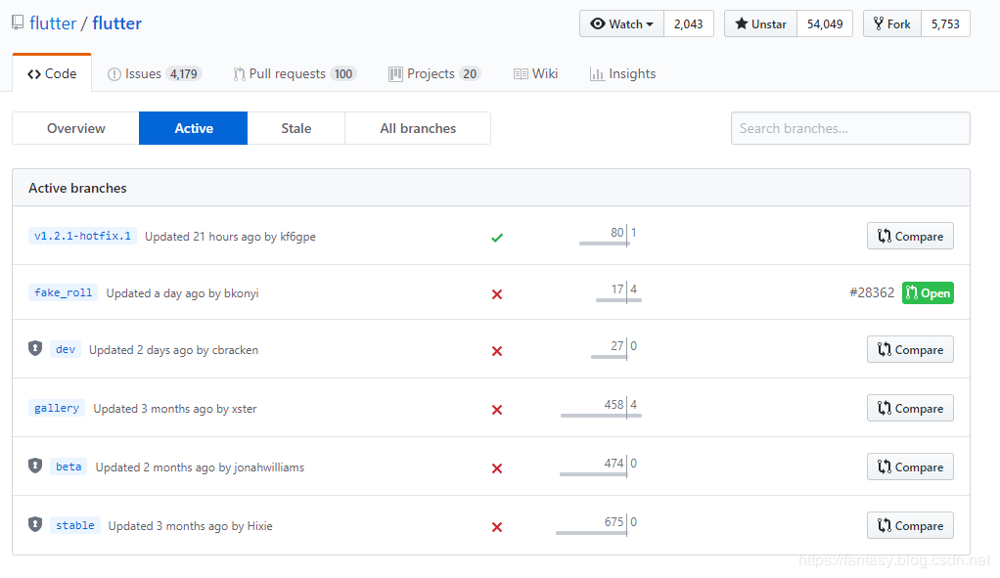 flutter / flutter Watch 2,043 Unstar 54,049 Fork 5,753
Code Issues 4,179 Pull requests 100 Projects 20 Wiki Insights
Overview Active Stale All branches Search branches...
Active branches
v1.2.1-hotfix.1 Updated 21 hours ago by kf6gpe 80 1 Compare
fake_roll Updated a day ago by bkonyi 17 4 #28362 Open
dev Updated 2 days ago by cbracken 27 0 Compare
gallery Updated 3 months ago by xster 458 4 Compare
beta Updated 2 months ago by jonahwilliams 474 0 Compare
stable Updated 3 months ago by Hixie 675 0 Compare
https://fantasy.blog.csdn.net